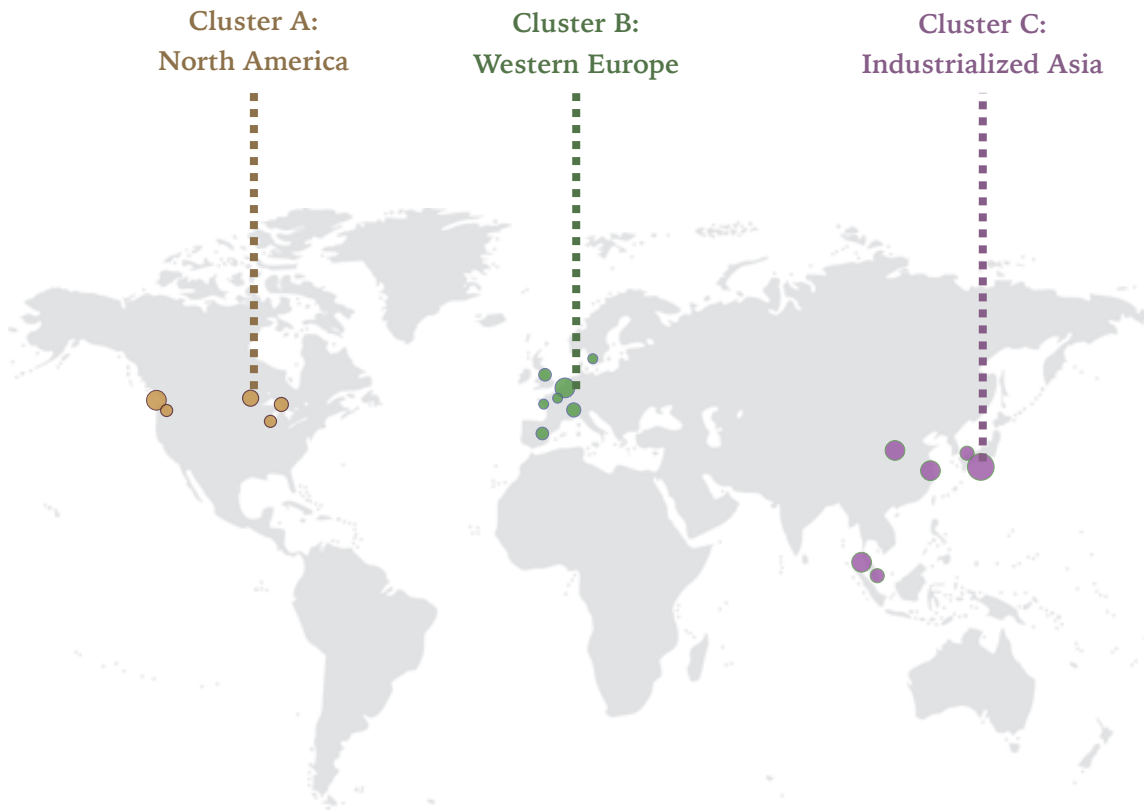 Cluster A:
North America
Cluster B:
Western Europe
Cluster C:
Industrialized Asia